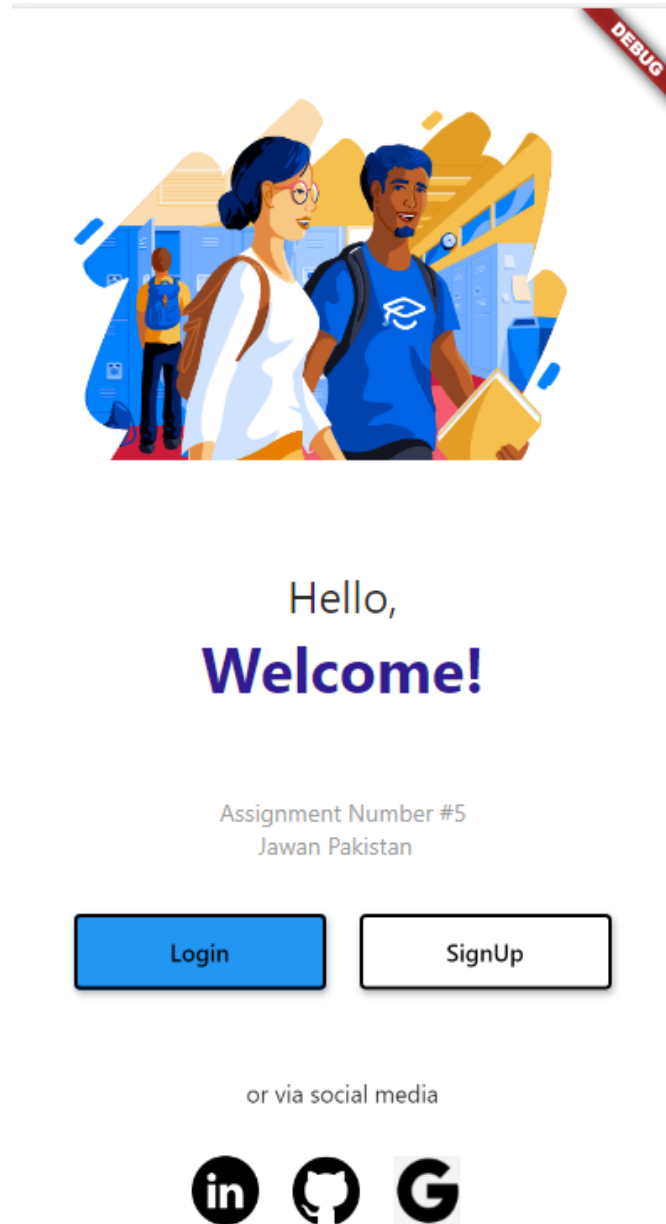 DEBUG
Hello,
Welcome!
Assignment Number #5
Jawan Pakistan
Login
SignUp
or via social media
in
G